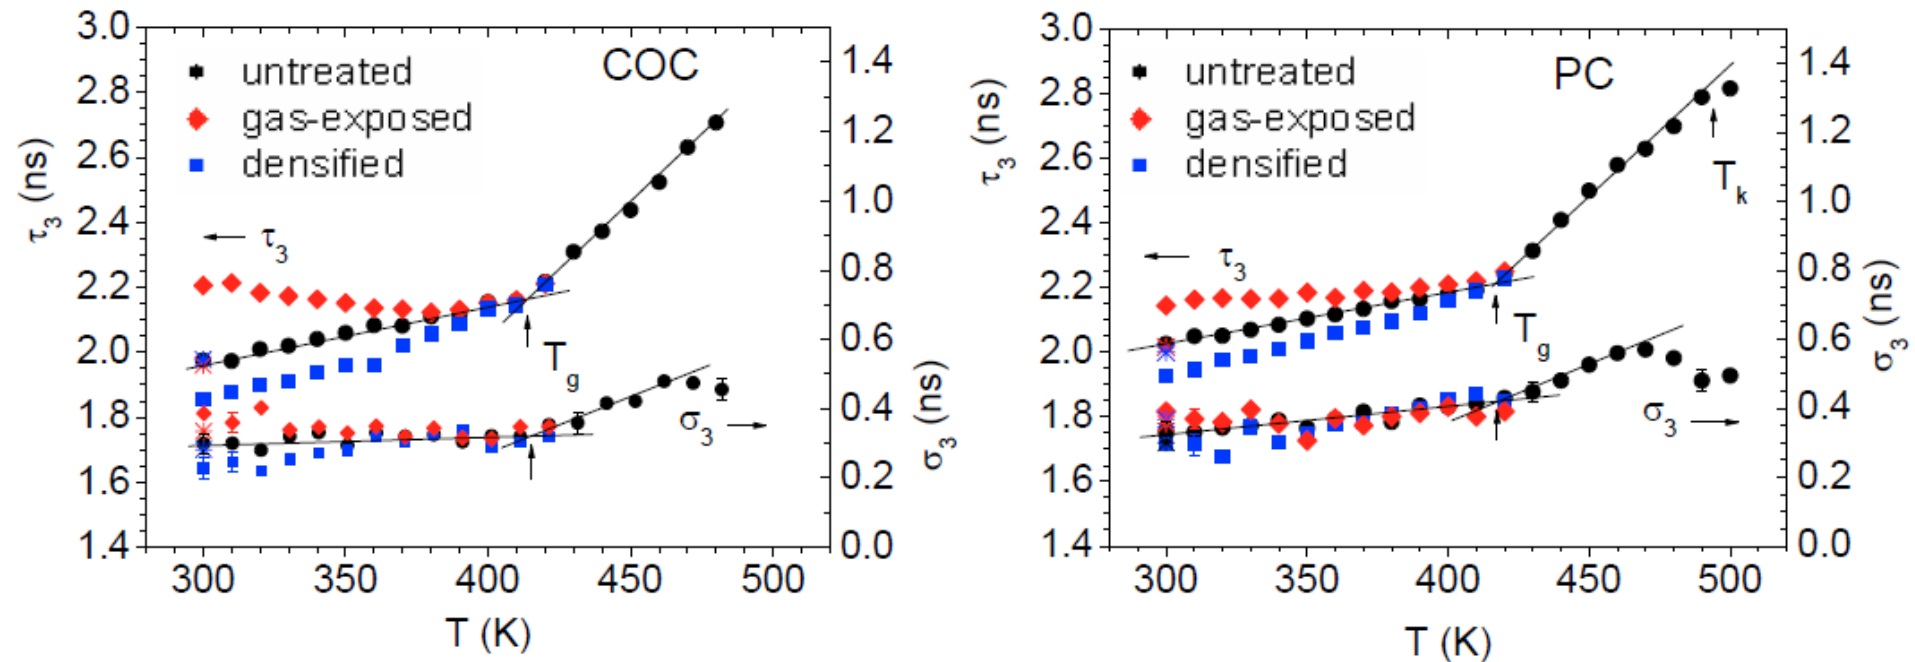 COC
untreated
gas-exposed
densified
τ3 (ns)
3.0
2.8
2.6
2.4
2.2
2.0
1.8
1.6
1.4
← τ3
Tg
σ3 →
1.4
1.2
1.0
0.8
0.6
0.4
0.2
0.0
σ3 (ns)
300 350 400 450 500
T (K)
PC
untreated
gas-exposed
densified
τ3 (ns)
3.0
2.8
2.6
2.4
2.2
2.0
1.8
1.6
1.4
← τ3
Tk
Tg
σ3 →
1.4
1.2
1.0
0.8
0.6
0.4
0.2
0.0
σ3 (ns)
300 350 400 450 500
T (K)